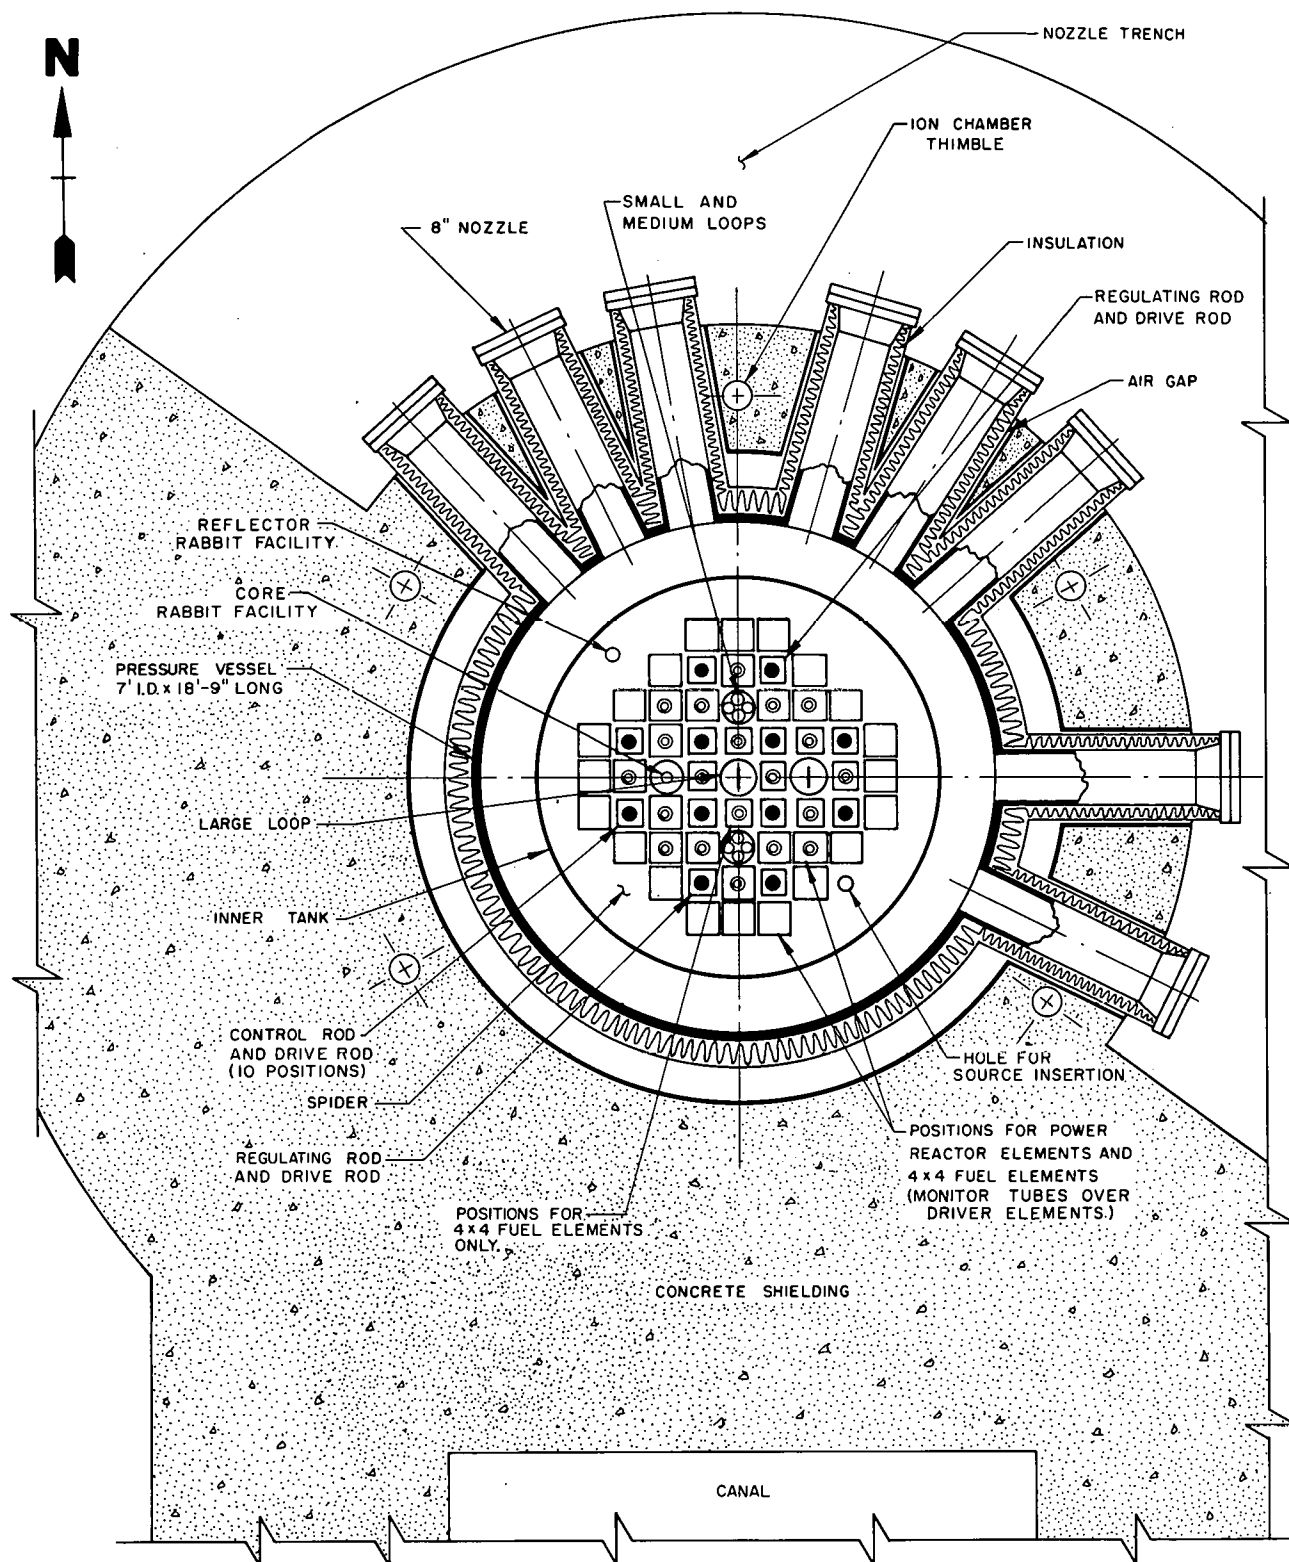 N
NOZZLE TRENCH
ION CHAMBER
THIMBLE
SMALL AND
MEDIUM LOOPS
8" NOZZLE
INSULATION
REGULATING ROD
AND DRIVE ROD
AIR GAP
REFLECTOR
RABBIT FACILITY
CORE
RABBIT FACILITY
PRESSURE VESSEL
7' I.D. x 18'-9" LONG
LARGE LOOP
INNER TANK
CONTROL ROD
AND DRIVE ROD
(10 POSITIONS)
SPIDER
REGULATING ROD
AND DRIVE ROD
POSITIONS FOR
4 x 4 FUEL ELEMENTS
ONLY.
HOLE FOR
SOURCE INSERTION
POSITIONS FOR POWER
REACTOR ELEMENTS AND
4 x 4 FUEL ELEMENTS
(MONITOR TUBES OVER
DRIVER ELEMENTS.)
CONCRETE SHIELDING
CANAL